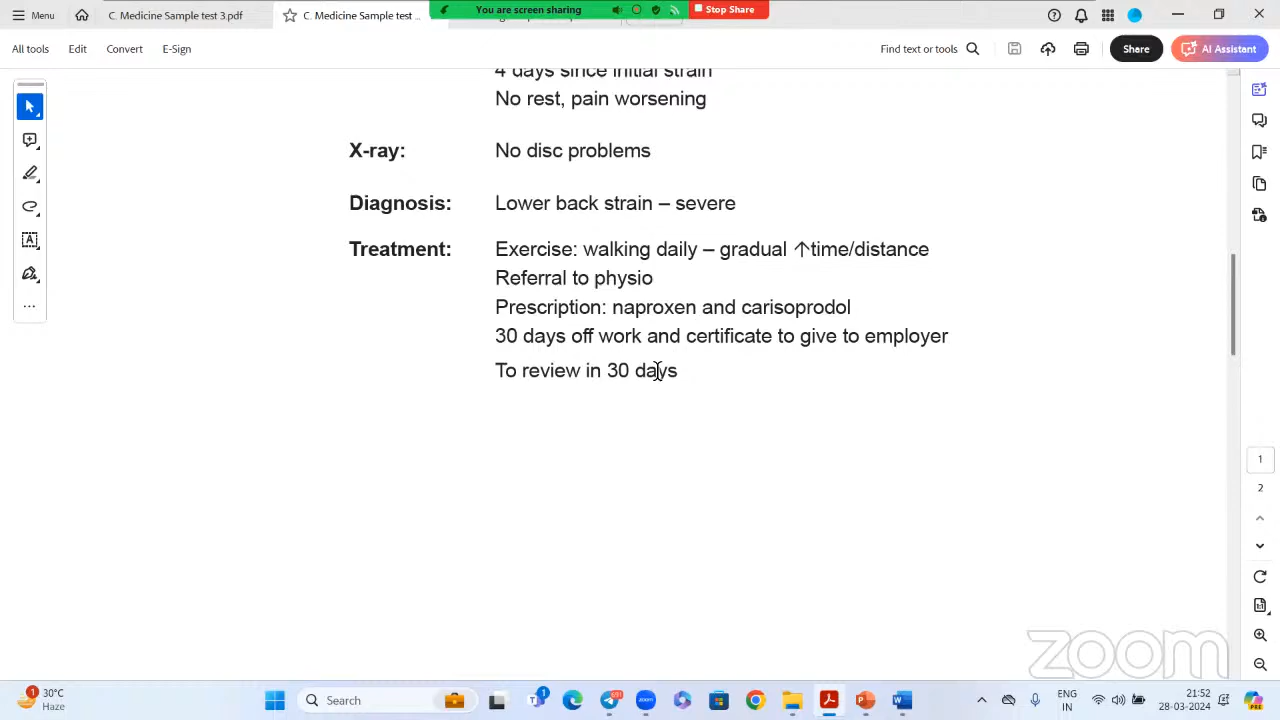 C. Medicine Sample test 3.pdf
C. Medicine Sample test ...
You are screen sharing
Stop Share
All tools
Edit
Convert
E-Sign
Find text or tools
Share
AI Assistant
4 days since initial strain
No rest, pain worsening
X-ray: No disc problems
Diagnosis: Lower back strain – severe
Treatment: Exercise: walking daily – gradual ↑time/distance
Referral to physio
Prescription: naproxen and carisoprodol
30 days off work and certificate to give to employer
To review in 30 days
1
2
zoom
1
30°C
Haze
Search
1
691
zoom
ENG
IN
21:52
28-03-2024